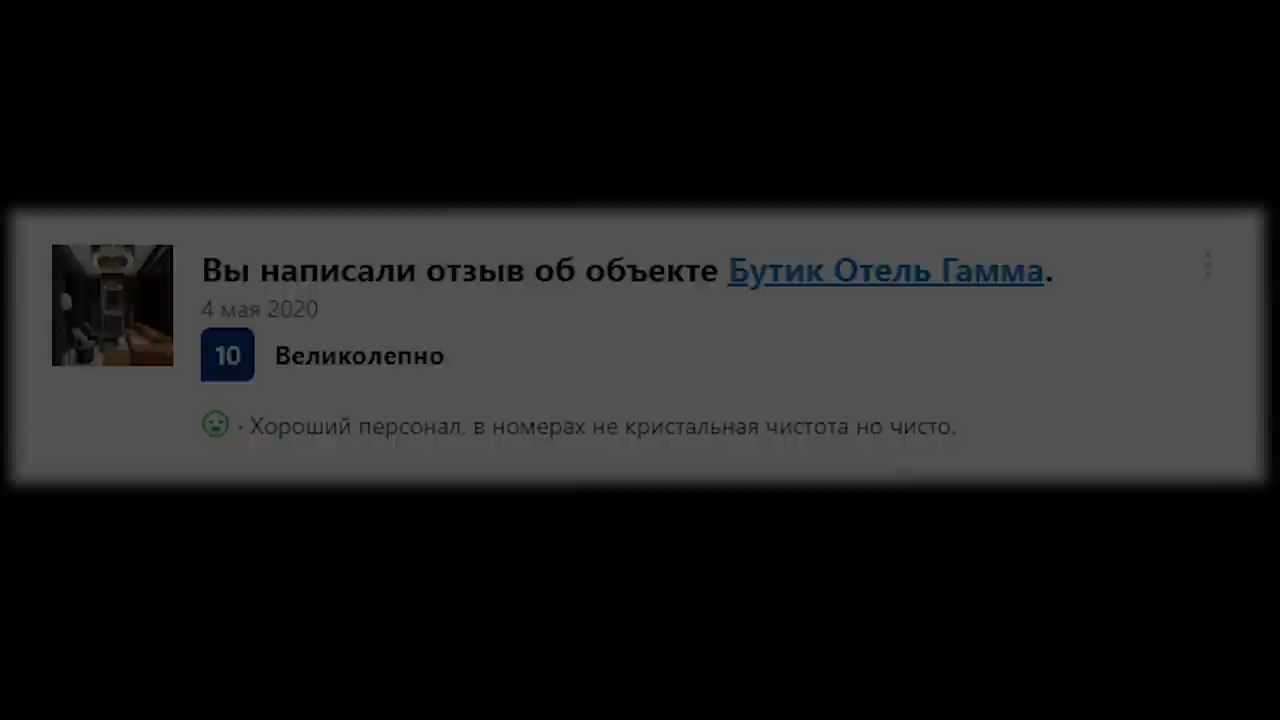 Вы написали отзыв об объекте Бутик Отель Гамма.
4 мая 2020
10 Великолепно
· Хороший персонал, в номерах не кристальная чистота но чисто.